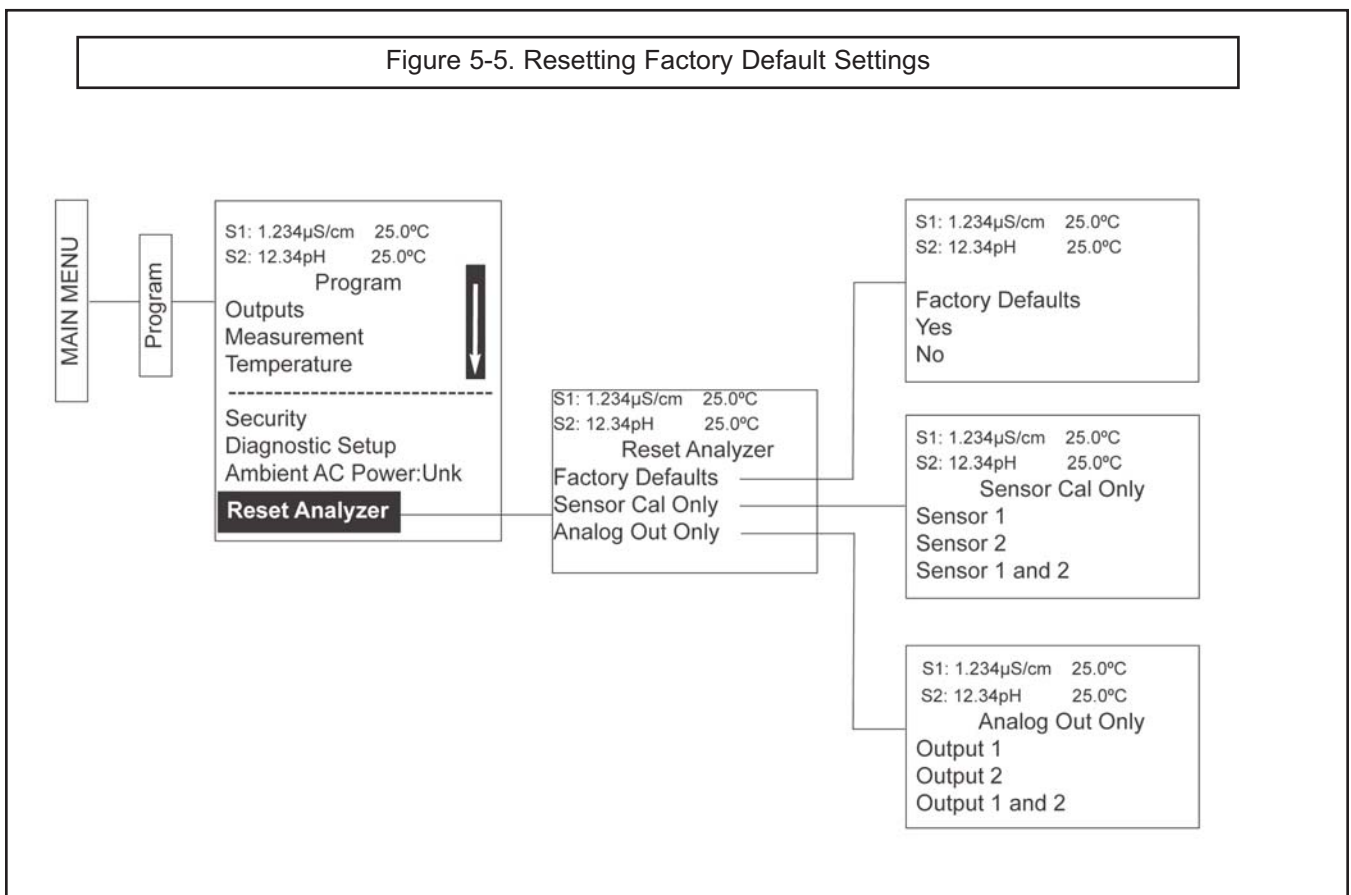 Figure 5-5. Resetting Factory Default Settings
MAIN MENU
Program
S1: 1.234µS/cm 25.0ºC
S2: 12.34pH 25.0ºC
Program
Outputs
Measurement
Temperature
Security
Diagnostic Setup
Ambient AC Power:Unk
Reset Analyzer
S1: 1.234µS/cm 25.0ºC
S2: 12.34pH 25.0ºC
Reset Analyzer
Factory Defaults
Sensor Cal Only
Analog Out Only
S1: 1.234µS/cm 25.0ºC
S2: 12.34pH 25.0ºC
Factory Defaults
Yes
No
S1: 1.234µS/cm 25.0ºC
S2: 12.34pH 25.0ºC
Sensor Cal Only
Sensor 1
Sensor 2
Sensor 1 and 2
S1: 1.234µS/cm 25.0ºC
S2: 12.34pH 25.0ºC
Analog Out Only
Output 1
Output 2
Output 1 and 2